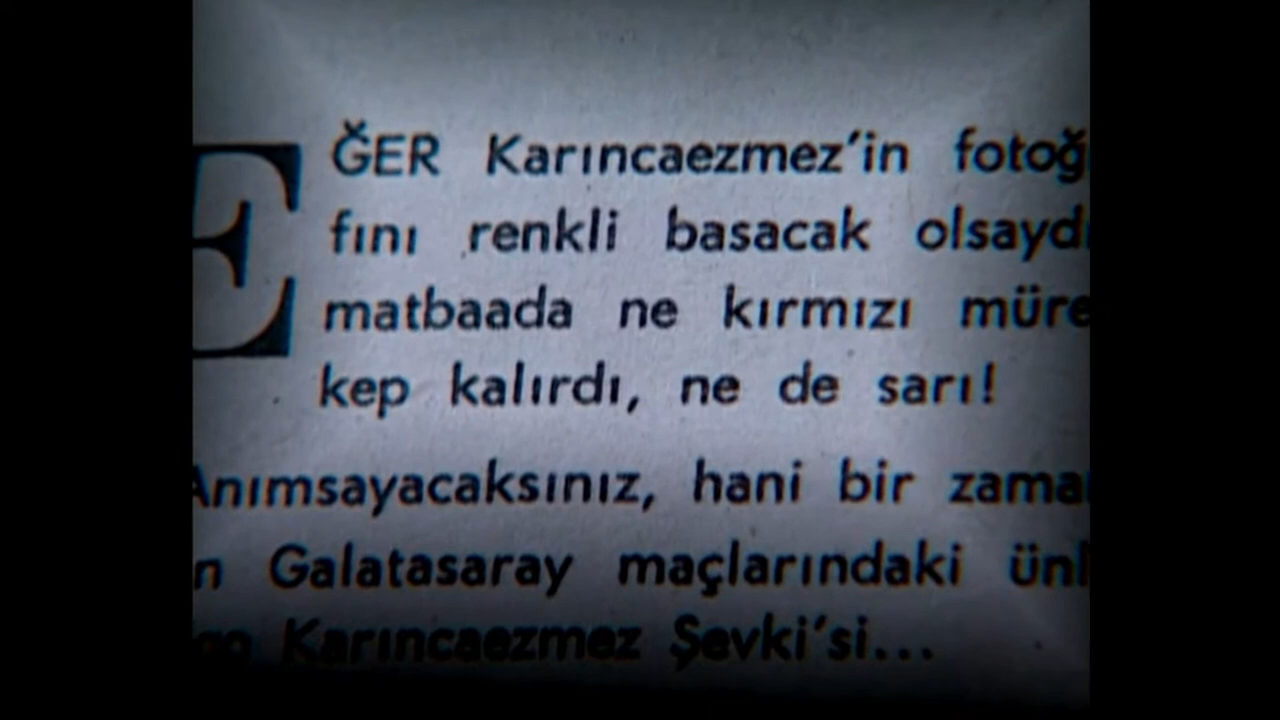 EĞER Karıncaezmez'in fotoğ
fını renkli basacak olsaydı
matbaada ne kırmızı müre
kep kalırdı, ne de sarı!
Anımsayacaksınız, hani bir zama
n Galatasaray maçlarındaki ünl
Karıncaezmez Şevki'si...